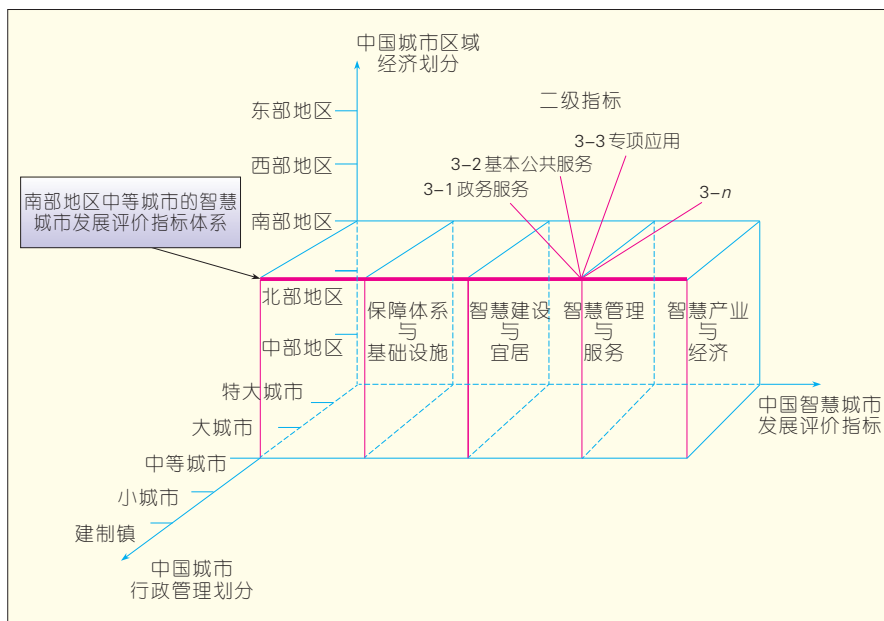 中国城市区域
经济划分
二级指标
东部地区
3-3专项应用
西部地区
3-2基本公共服务
3-1政务服务
3-n
南部地区中等城市的智慧
城市发展评价指标体系
南部地区
北部地区
中部地区
保障体系
与
基础设施
智慧建设
与
宜居
智慧管理
与
服务
智慧产业
与
经济
特大城市
大城市
中等城市
小城市
建制镇
中国智慧城市
发展评价指标
中国城市
行政管理划分